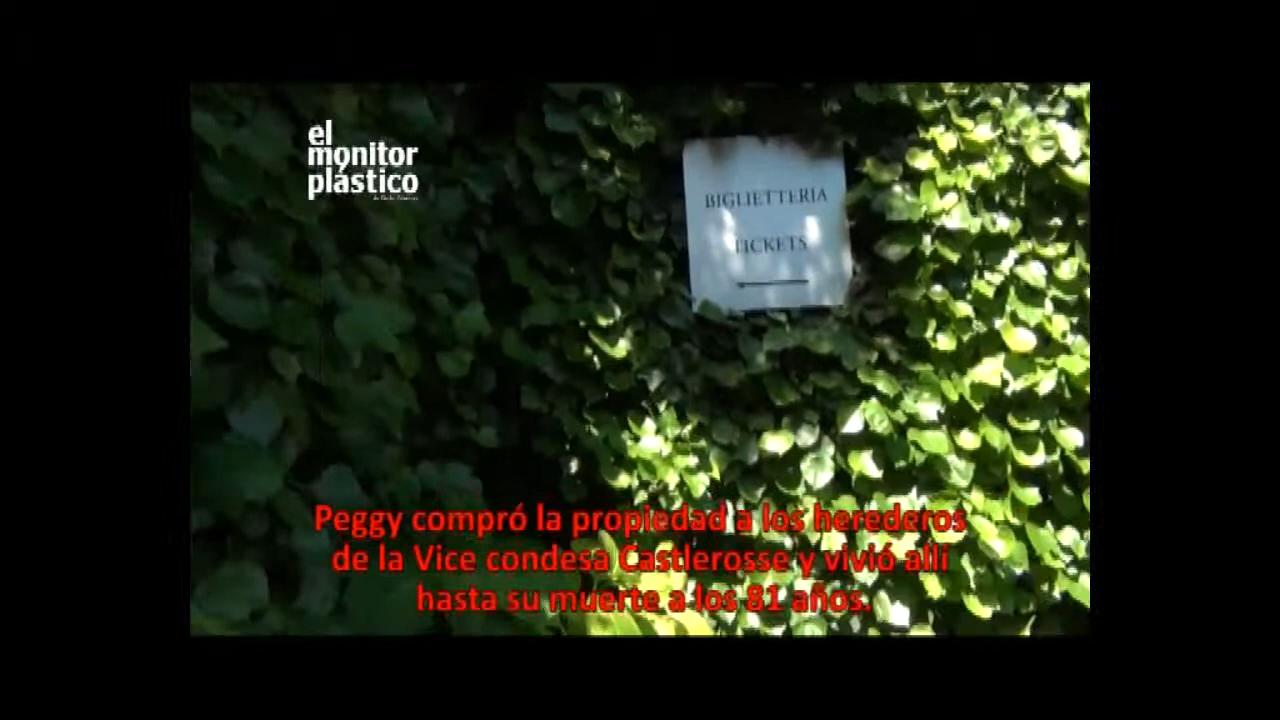 el
monitor
plástico
BIGLIETTERIA
TICKETS
Peggy compró la propiedad a los herederos
de la Vice condesa Castlerosse y vivió allí
hasta su muerte a los 81 años.